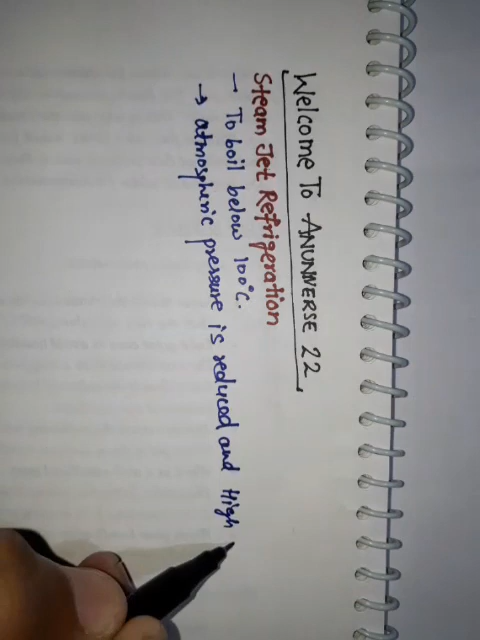 Welcome To ANUNIVERSE 22
Steam Jet Refrigeration
→ To boil below 100°C.
→ atmospheric pressure is reduced and High